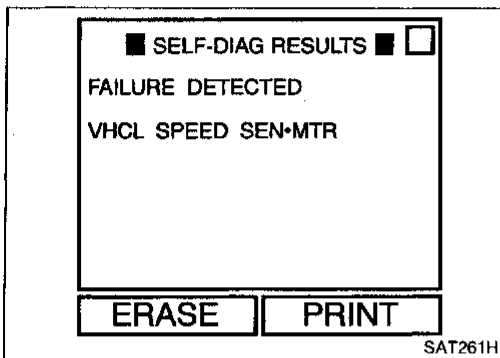 SELF-DIAG RESULTS
FAILURE DETECTED
VHCL SPEED SEN•MTR
ERASE PRINT
SAT261H